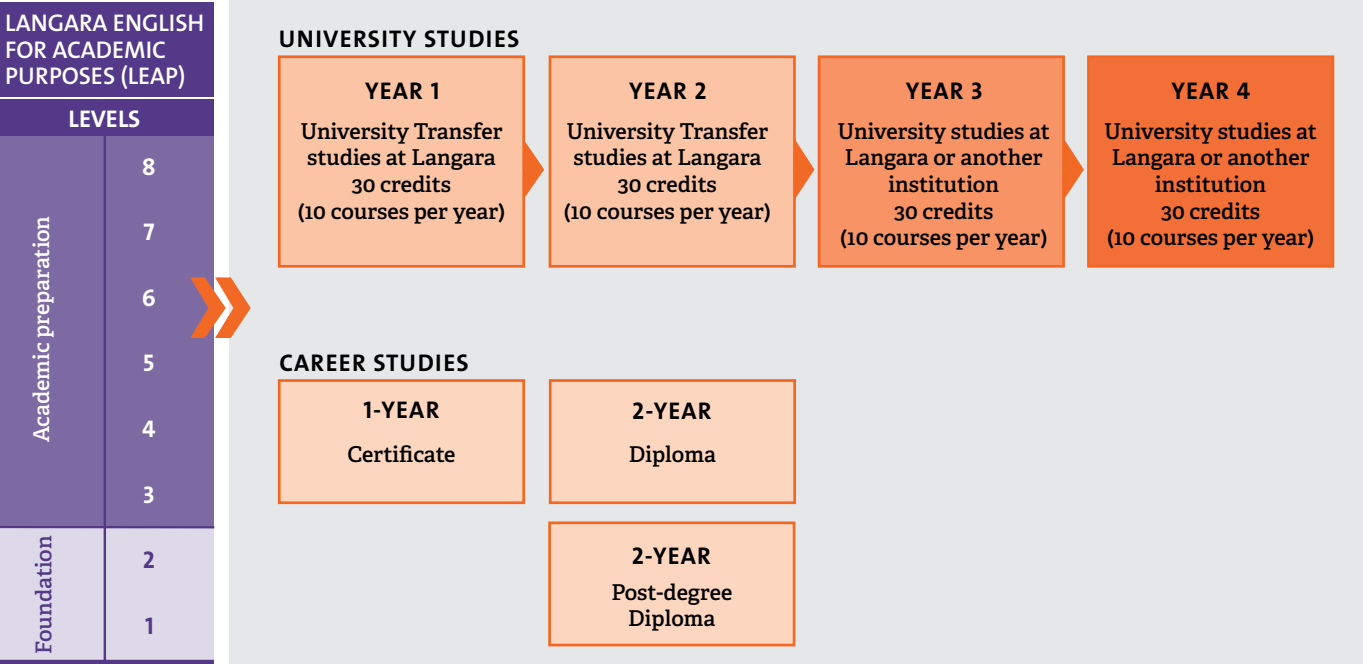 LANGARA ENGLISH
FOR ACADEMIC
PURPOSES (LEAP)
LEVELS
Academic preparation
8
7
6
5
4
3
Foundation
2
1
UNIVERSITY STUDIES
YEAR 1
University Transfer
studies at Langara
30 credits
(10 courses per year)
YEAR 2
University Transfer
studies at Langara
30 credits
(10 courses per year)
YEAR 3
University studies at
Langara or another
institution
30 credits
(10 courses per year)
YEAR 4
University studies at
Langara or another
institution
30 credits
(10 courses per year)
CAREER STUDIES
1-YEAR
Certificate
2-YEAR
Diploma
2-YEAR
Post-degree
Diploma